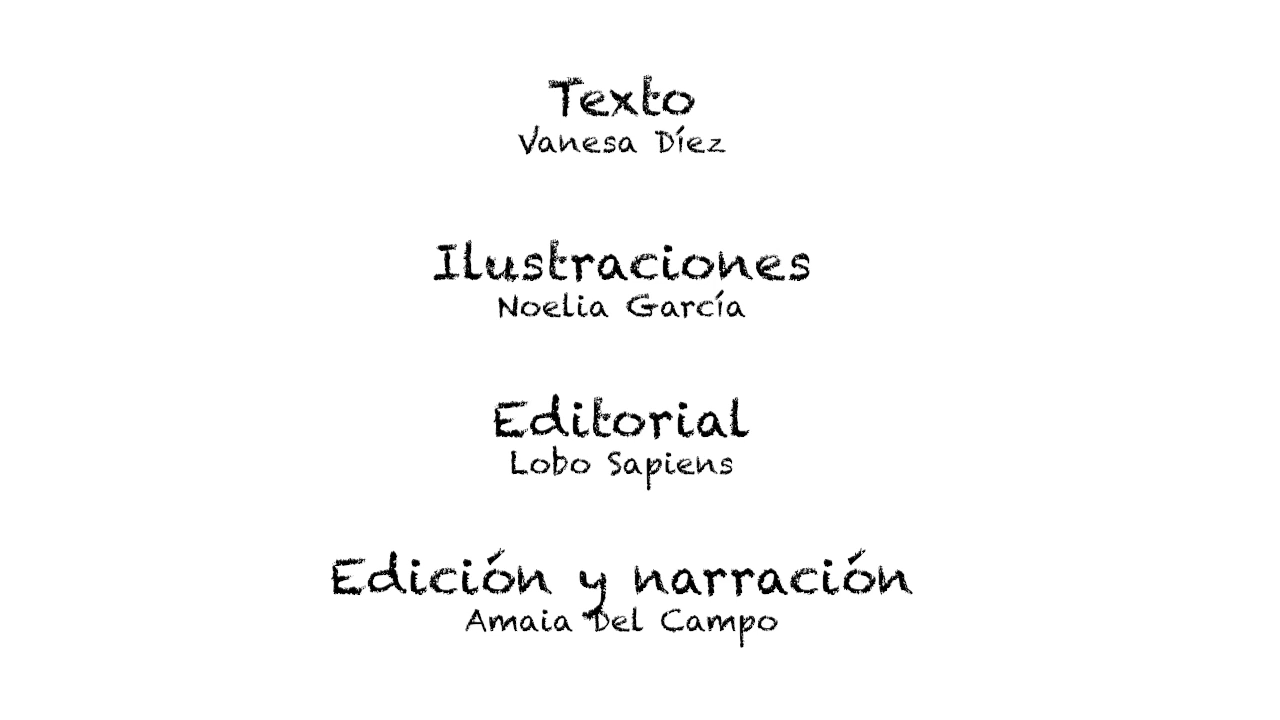 Texto
Vanesa Díez
Ilustraciones
Noelia García
Editorial
Lobo Sapiens
Edición y narración
Amaia Del Campo